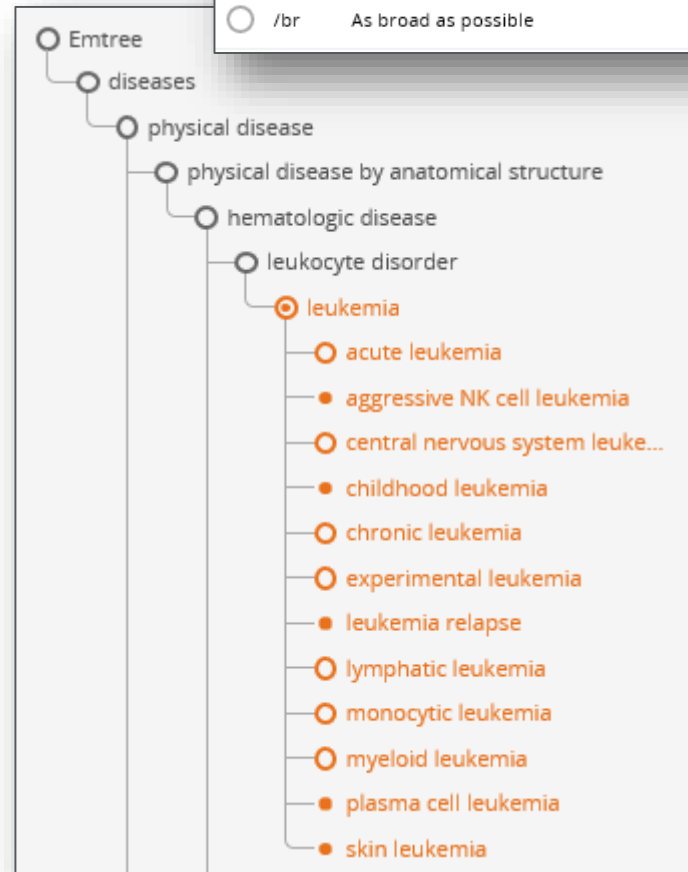 /br As broad as possible
Emtree
diseases
physical disease
physical disease by anatomical structure
hematologic disease
leukocyte disorder
leukemia
acute leukemia
aggressive NK cell leukemia
central nervous system leuke...
childhood leukemia
chronic leukemia
experimental leukemia
leukemia relapse
lymphatic leukemia
monocytic leukemia
myeloid leukemia
plasma cell leukemia
skin leukemia